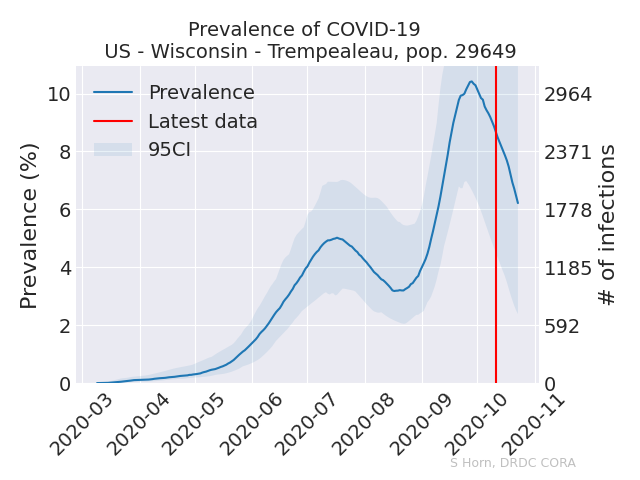 Prevalence of COVID-19
US - Wisconsin - Trempealeau, pop. 29649
Prevalence
Latest data
95CI
Prevalence (%)
10
8
6
4
2
0
2964
2371
1778
1185
592
0
# of infections
2020-03
2020-04
2020-05
2020-06
2020-07
2020-08
2020-09
2020-10
2020-11
S Horn, DRDC CORA